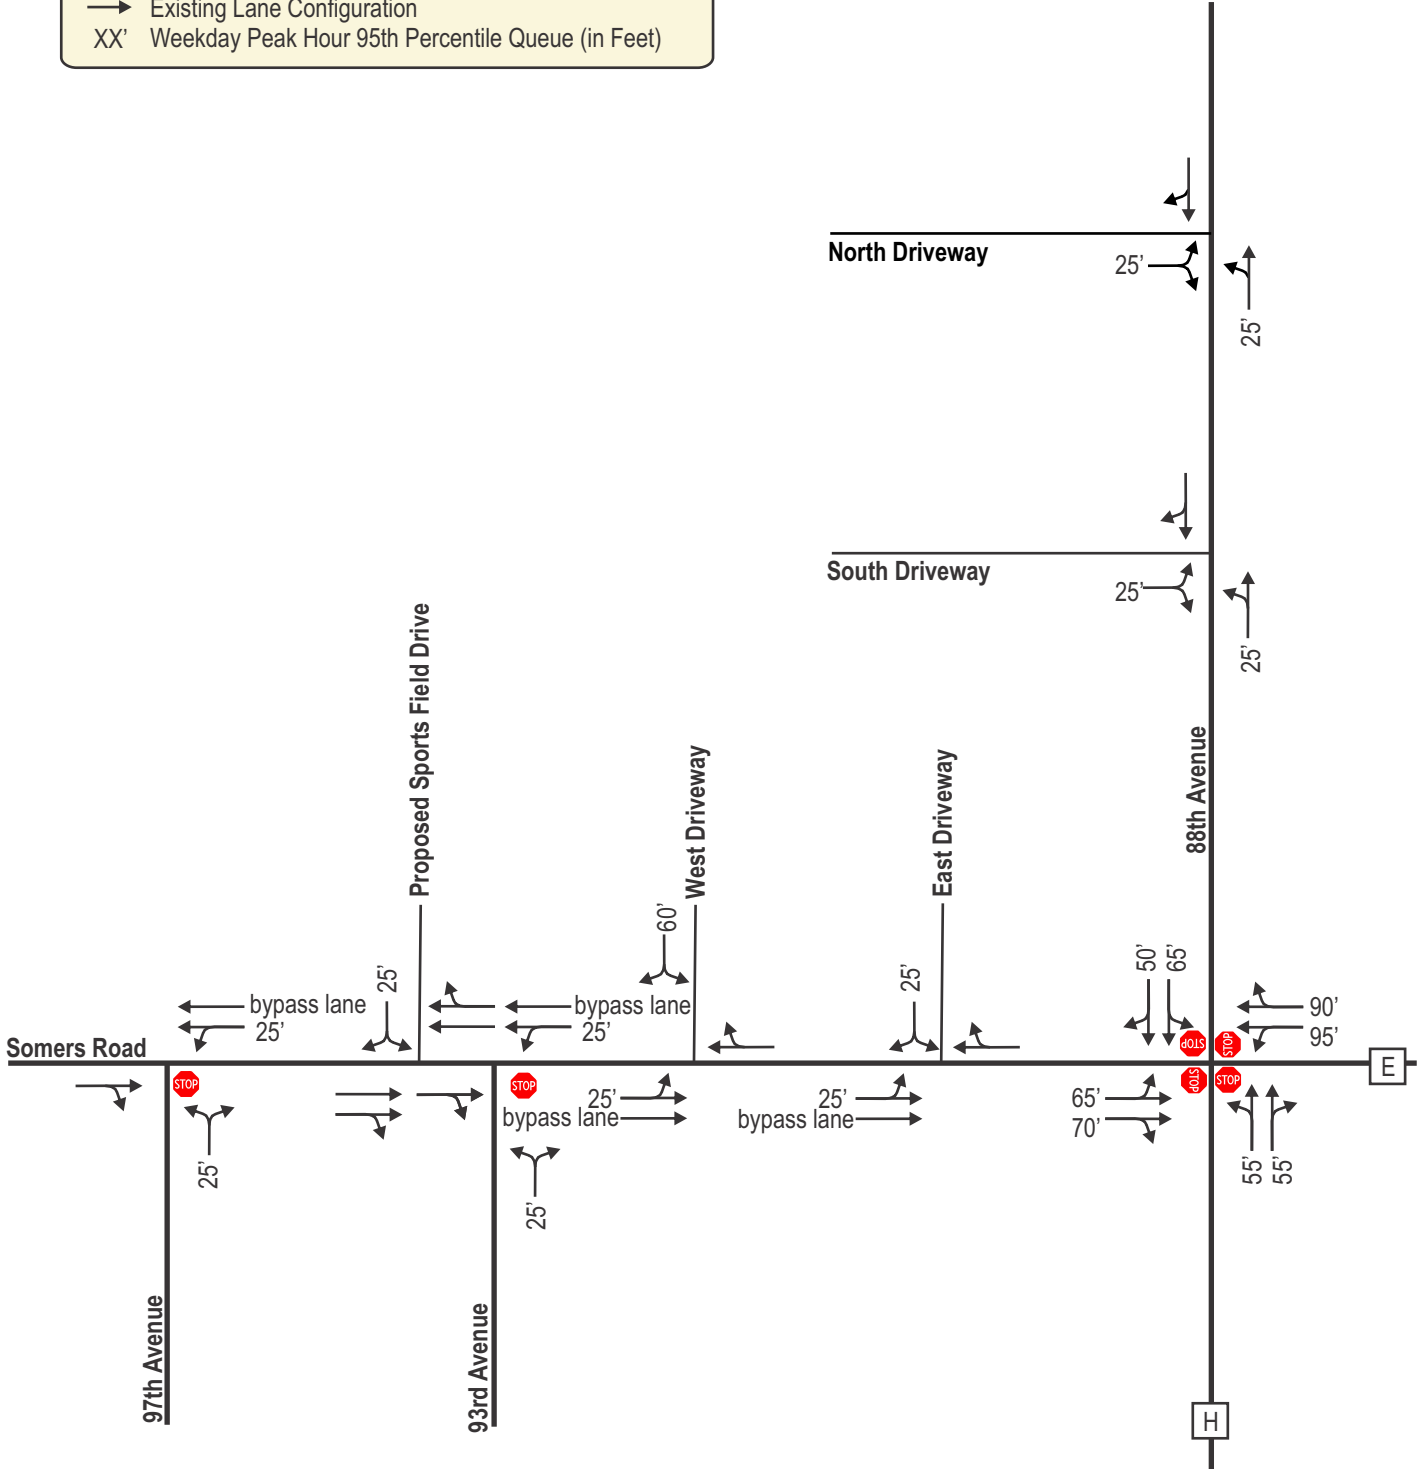 Existing Lane Configuration
XX' Weekday Peak Hour 95th Percentile Queue (in Feet)
North Driveway
25'
25'
South Driveway
25'
25'
Proposed Sports Field Drive
West Driveway
East Driveway
88th Avenue
60'
25'
25'
50'
65'
bypass lane
25'
bypass lane
25'
90'
95'
Somers Road
STOP
STOP
E
STOP
STOP
STOP
STOP
25'
bypass lane
25'
bypass lane
65'
70'
25'
25'
55'
55'
97th Avenue
93rd Avenue
H